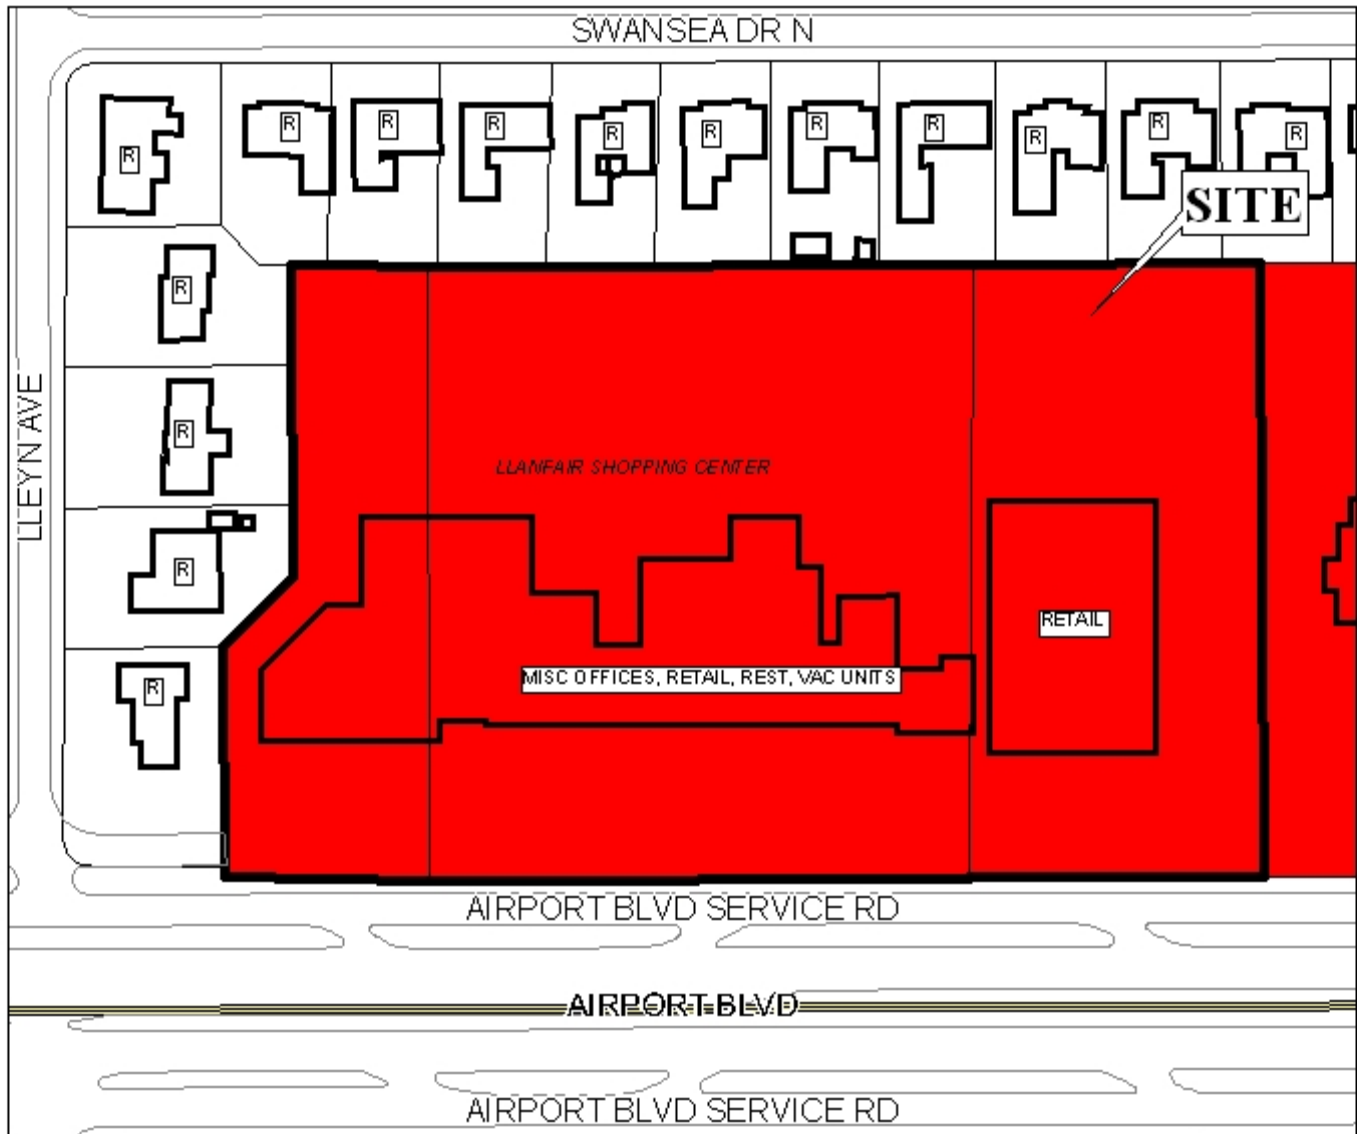 SWANSEA DR N
R
R
R
R
R
R
R
R
R
R
R
SITE
R
LLEYN AVE
R
LLANFAIR SHOPPING CENTER
R
RETAIL
MISC OFFICES, RETAIL, REST, VAC UNITS
R
AIRPORT BLVD SERVICE RD
AIRPORT BLVD
AIRPORT BLVD SERVICE RD